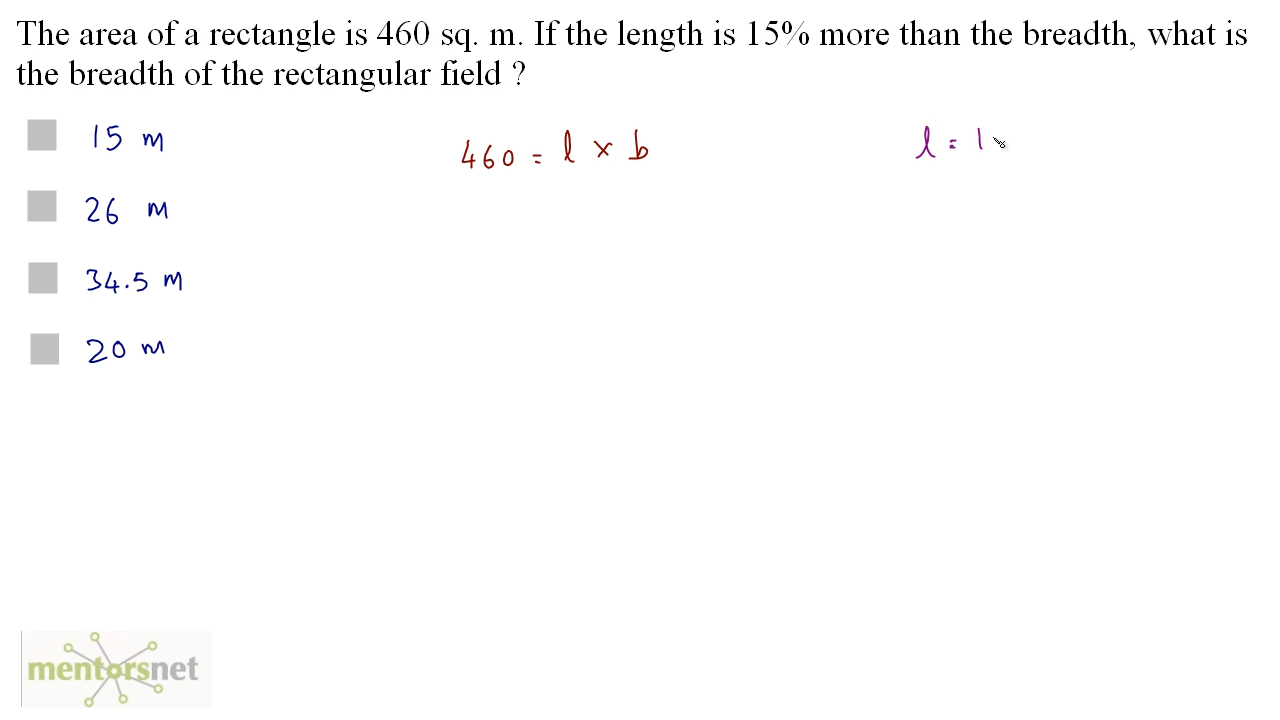 The area of a rectangle is 460 sq. m. If the length is 15% more than the breadth, what is
the breadth of the rectangular field ?
15 m
460 = l × b
l = 1
26 m
34.5 m
20 m
mentorsnet